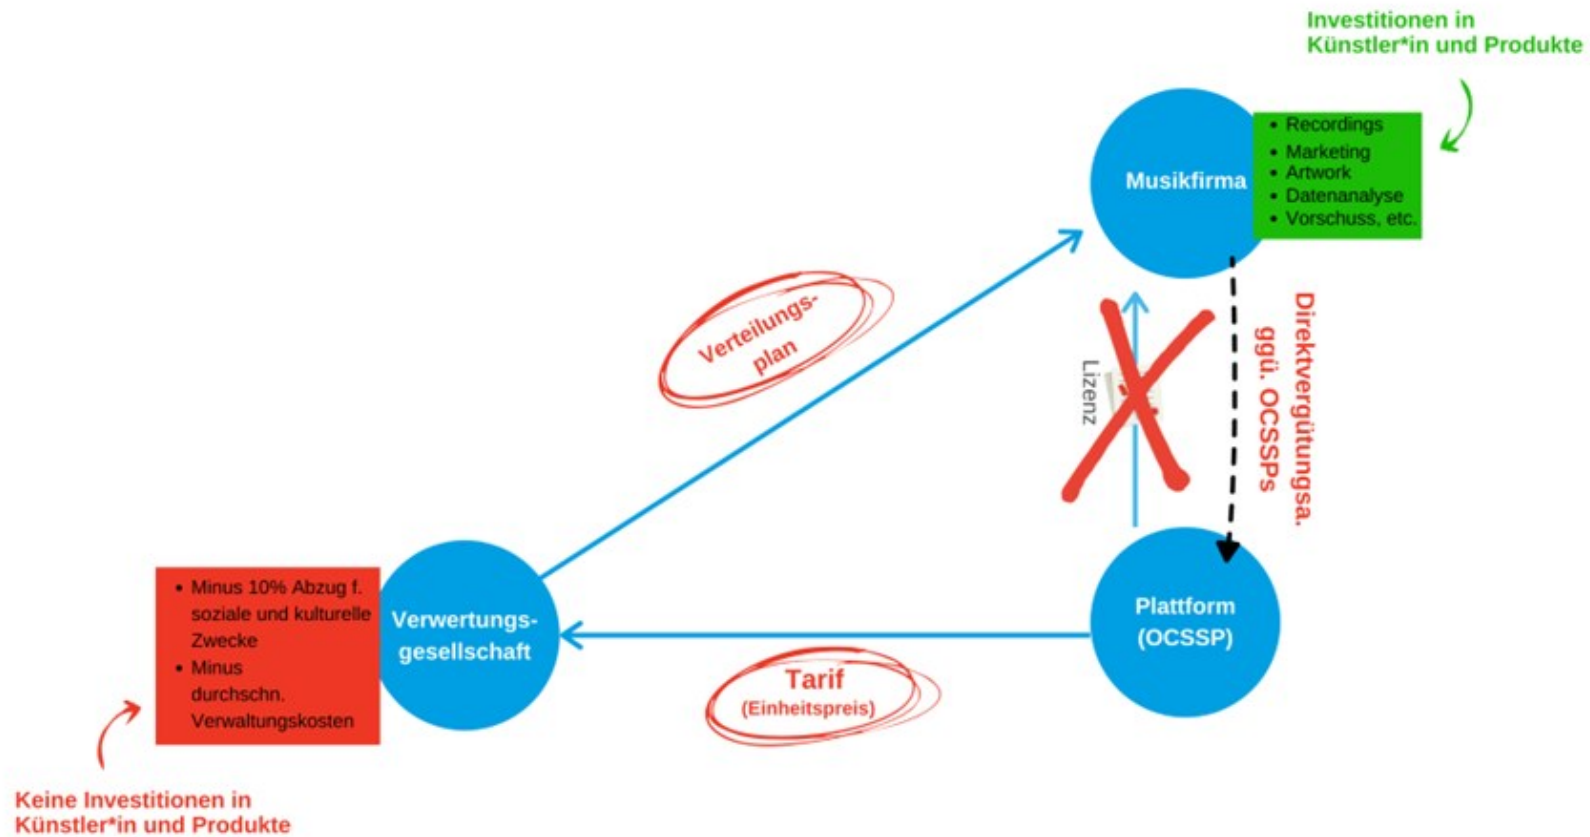 Investitionen in
Künstler*in und Produkte
Musikfirma
• Recordings
• Marketing
• Artwork
• Datenanalyse
• Vorschuss, etc.
Verteilungs-
plan
Lizenz
Direktvergütungsa.
ggü. OCSSPs
• Minus 10% Abzug f.
soziale und kulturelle
Zwecke
• Minus
durchschn.
Verwaltungskosten
Verwertungs-
gesellschaft
Plattform
(OCSSP)
Tarif
(Einheitspreis)
Keine Investitionen in
Künstler*in und Produkte